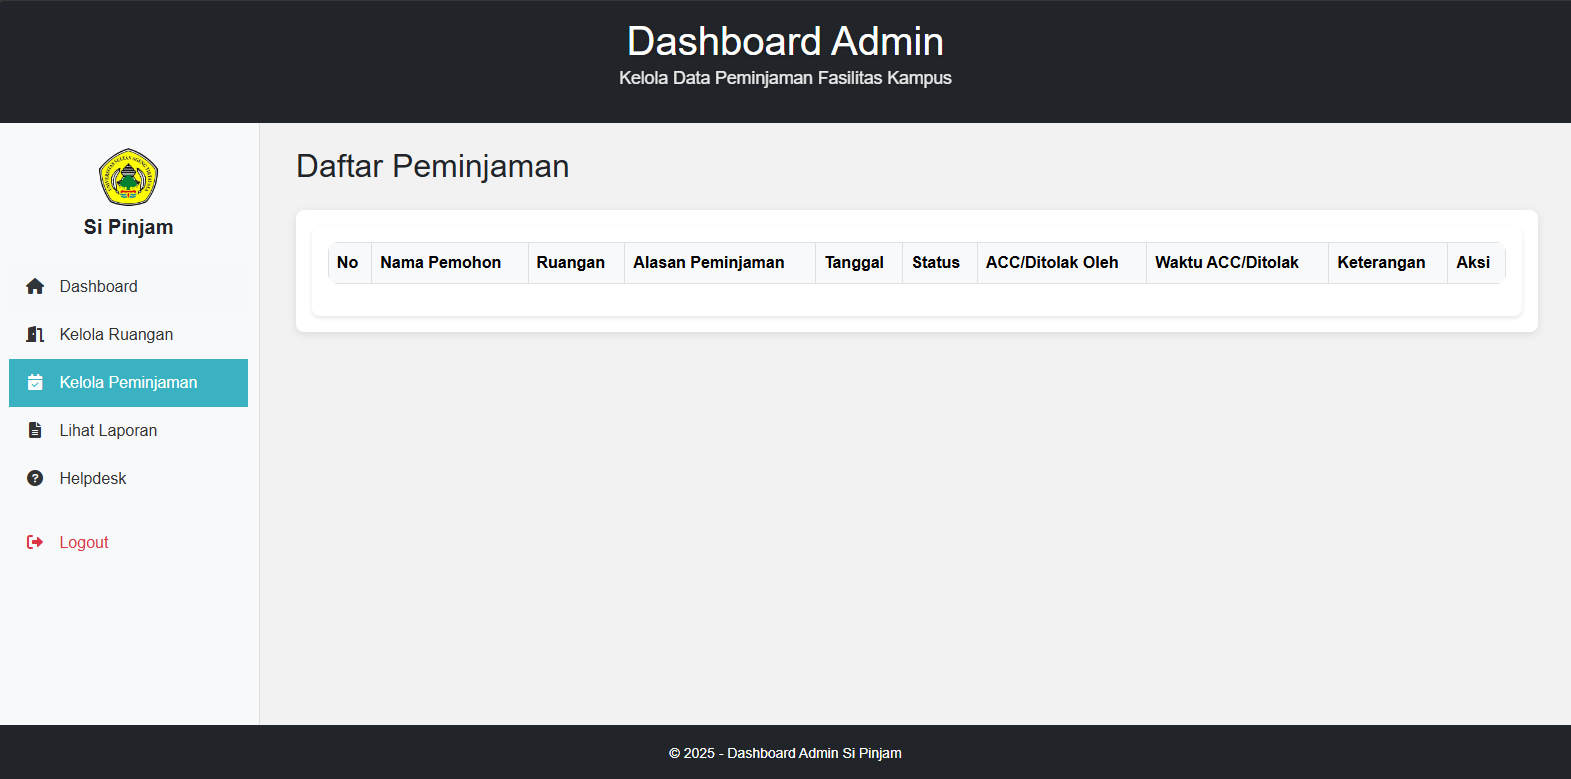 Dashboard Admin
Kelola Data Peminjaman Fasilitas Kampus
Si Pinjam
Dashboard
Kelola Ruangan
Kelola Peminjaman
Lihat Laporan
Helpdesk
Logout
Daftar Peminjaman
No Nama Pemohon Ruangan Alasan Peminjaman Tanggal Status ACC/Ditolak Oleh Waktu ACC/Ditolak Keterangan Aksi
© 2025 - Dashboard Admin Si Pinjam